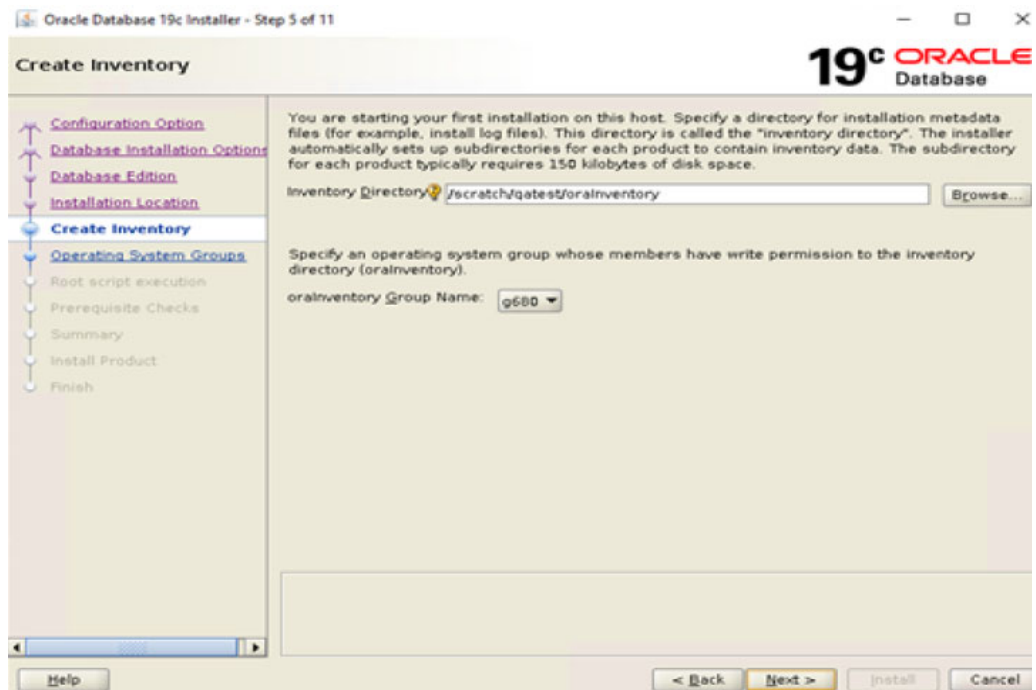 Oracle Database 19c Installer - Step 5 of 11
Create Inventory
19c ORACLE
Database
Configuration Option
Database Installation Options
Database Edition
Installation Location
Create Inventory
Operating System Groups
Root script execution
Prerequisite Checks
Summary
Install Product
Finish
You are starting your first installation on this host. Specify a directory for installation metadata
files (for example, install log files). This directory is called the "inventory directory". The installer
automatically sets up subdirectories for each product to contain inventory data. The subdirectory
for each product typically requires 150 kilobytes of disk space.
Inventory Directory /scratch/qatest/oraInventory Browse...
Specify an operating system group whose members have write permission to the inventory
directory (oraInventory).
oraInventory Group Name: g680
Help < Back Next > Install Cancel